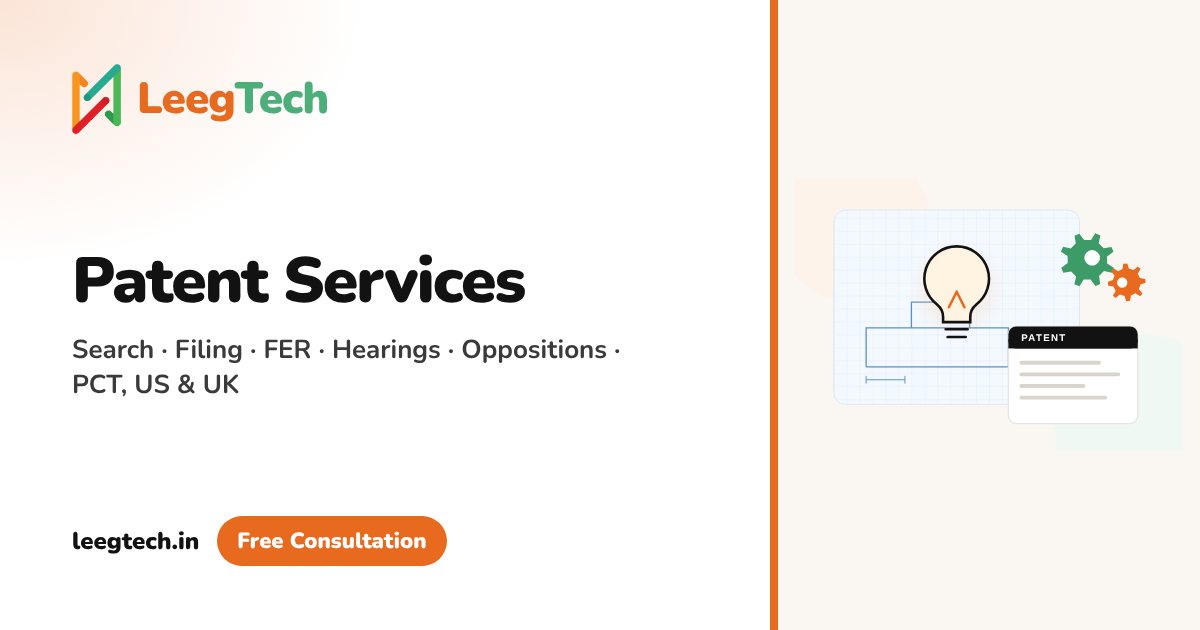 LeegTech
Patent Services
Search · Filing · FER · Hearings · Oppositions ·
PCT, US & UK
leegtech.in
Free Consultation
PATENT